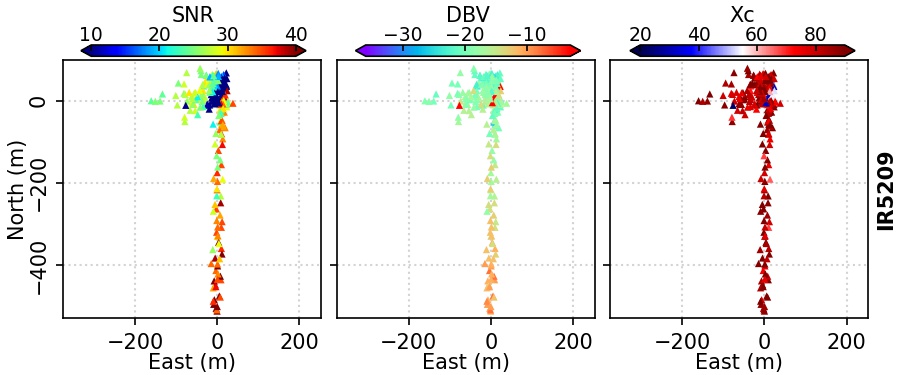 SNR DBV Xc
10 20 30 40 −30 −20 −10 20 40 60 80
0
−200
−400
North (m)
IR5209
−200 0 200 −200 0 200 −200 0 200
East (m) East (m) East (m)